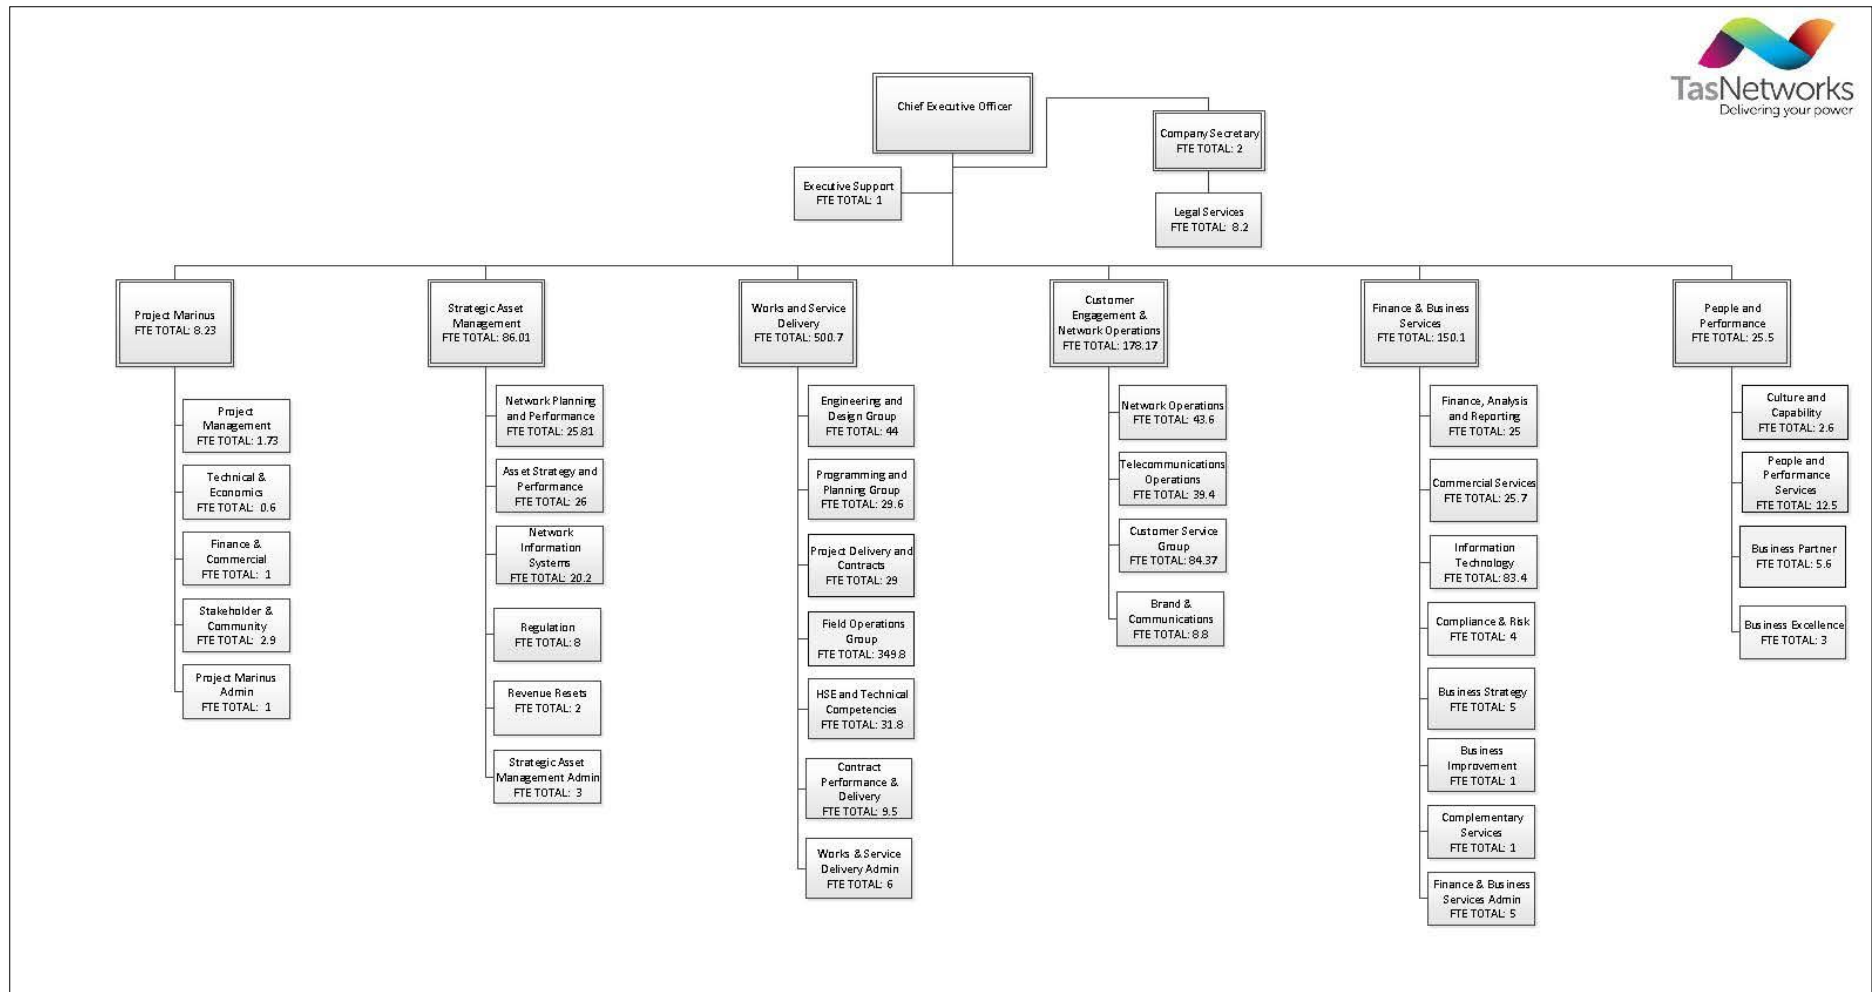 TasNetworks
Delivering your power
Chief Executive Officer
Company Secretary
FTE TOTAL: 2
Executive Support
FTE TOTAL: 1
Legal Services
FTE TOTAL: 8.2
Project Marinus
FTE TOTAL: 8.23
Project
Management
FTE TOTAL: 1.73
Technical &
Economics
FTE TOTAL: 0.6
Finance &
Commercial
FTE TOTAL: 1
Stakeholder &
Community
FTE TOTAL: 2.9
Project Marinus
Admin
FTE TOTAL: 1
Strategic Asset
Management
FTE TOTAL: 86.01
Network Planning
and Performance
FTE TOTAL: 25.81
Asset Strategy and
Performance
FTE TOTAL: 26
Network
Information
Systems
FTE TOTAL: 20.2
Regulation
FTE TOTAL: 8
Revenue Resets
FTE TOTAL: 2
Strategic Asset
Management Admin
FTE TOTAL: 3
Works and Service
Delivery
FTE TOTAL: 500.7
Engineering and
Design Group
FTE TOTAL: 44
Programming and
Planning Group
FTE TOTAL: 29.6
Project Delivery and
Contracts
FTE TOTAL: 29
Field Operations
Group
FTE TOTAL: 349.8
HSE and Technical
Competencies
FTE TOTAL: 31.8
Contract
Performance &
Delivery
FTE TOTAL: 9.5
Works & Service
Delivery Admin
FTE TOTAL: 6
Customer
Engagement &
Network Operations
FTE TOTAL: 178.17
Network Operations
FTE TOTAL: 43.6
Telecommunications
Operations
FTE TOTAL: 39.4
Customer Service
Group
FTE TOTAL: 84.37
Brand &
Communications
FTE TOTAL: 8.8
Finance & Business
Services
FTE TOTAL: 150.1
Finance, Analysis
and Reporting
FTE TOTAL: 25
Commercial Services
FTE TOTAL: 25.7
Information
Technology
FTE TOTAL: 83.4
Compliance & Risk
FTE TOTAL: 4
Business Strategy
FTE TOTAL: 5
Business
Improvement
FTE TOTAL: 1
Complementary
Services
FTE TOTAL: 1
Finance & Business
Services Admin
FTE TOTAL: 5
People and
Performance
FTE TOTAL: 25.5
Culture and
Capability
FTE TOTAL: 2.6
People and
Performance
Services
FTE TOTAL: 12.5
Business Partner
FTE TOTAL: 5.6
Business Excellence
FTE TOTAL: 3